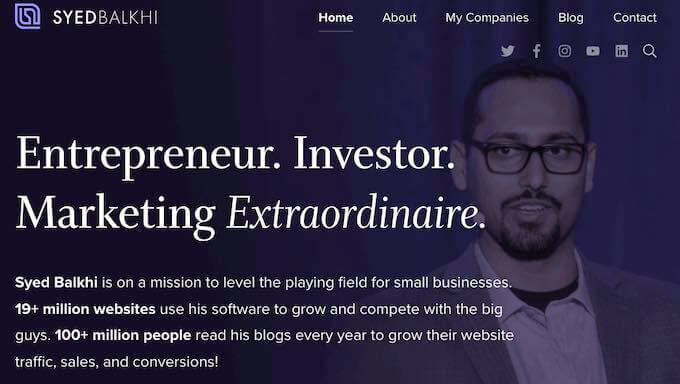 SYEDBALKHI
Home About My Companies Blog Contact
Entrepreneur. Investor.
Marketing Extraordinaire.
Syed Balkhi is on a mission to level the playing field for small businesses.
19+ million websites use his software to grow and compete with the big
guys. 100+ million people read his blogs every year to grow their website
traffic, sales, and conversions!